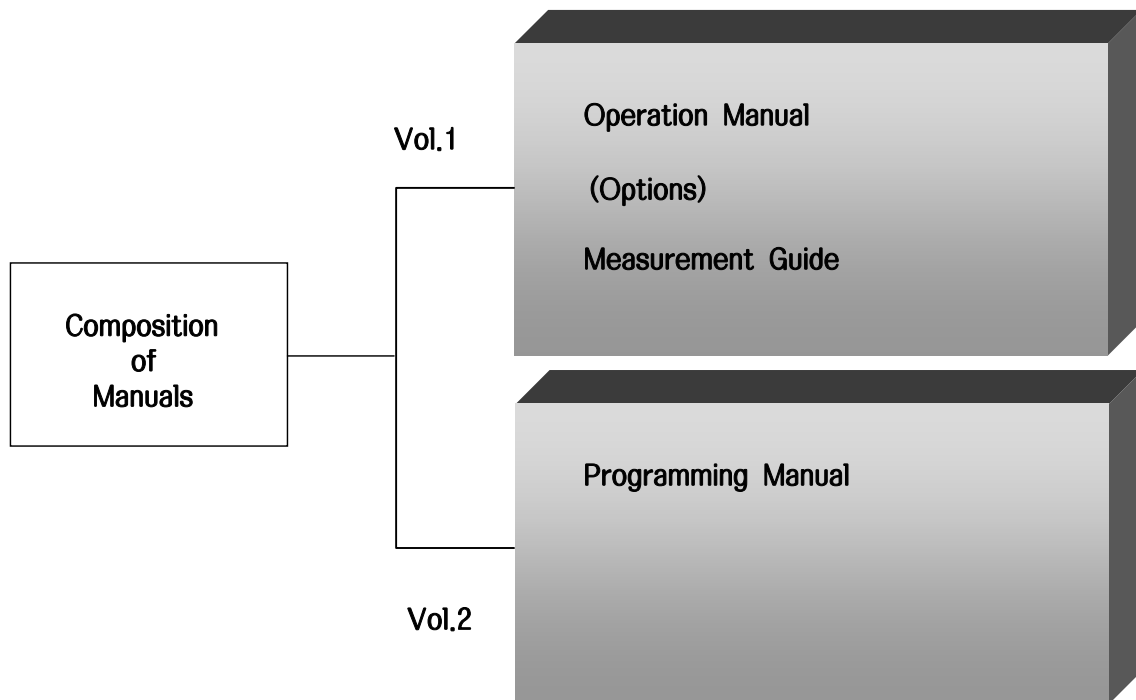 Composition
of
Manuals
Vol.1
Operation Manual
(Options)
Measurement Guide
Vol.2
Programming Manual